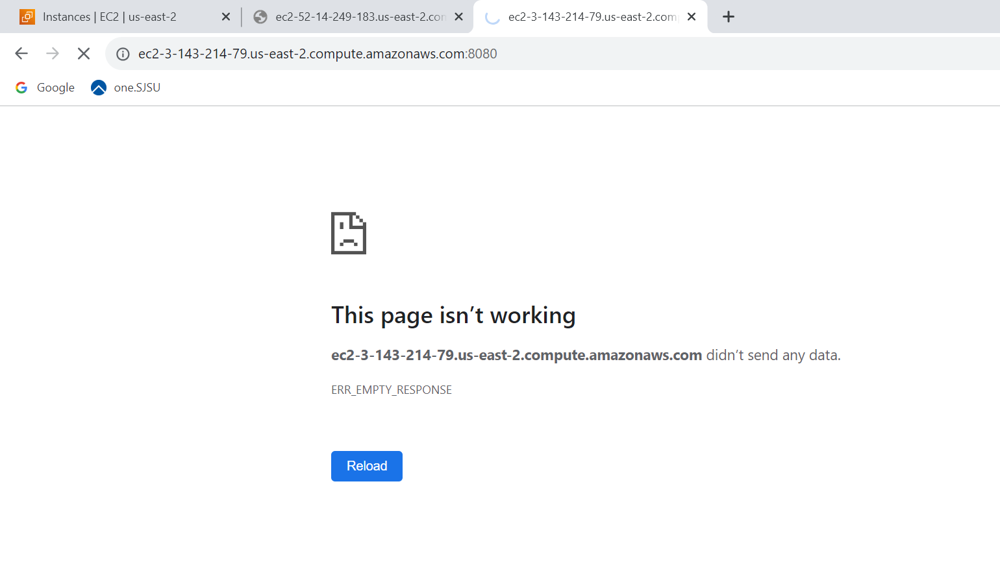 Instances | EC2 | us-east-2
ec2-52-14-249-183.us-east-2.con
ec2-3-143-214-79.us-east-2.com
ec2-3-143-214-79.us-east-2.compute.amazonaws.com:8080
Google
one.SJSU
This page isn’t working
ec2-3-143-214-79.us-east-2.compute.amazonaws.com didn’t send any data.
ERR_EMPTY_RESPONSE
Reload